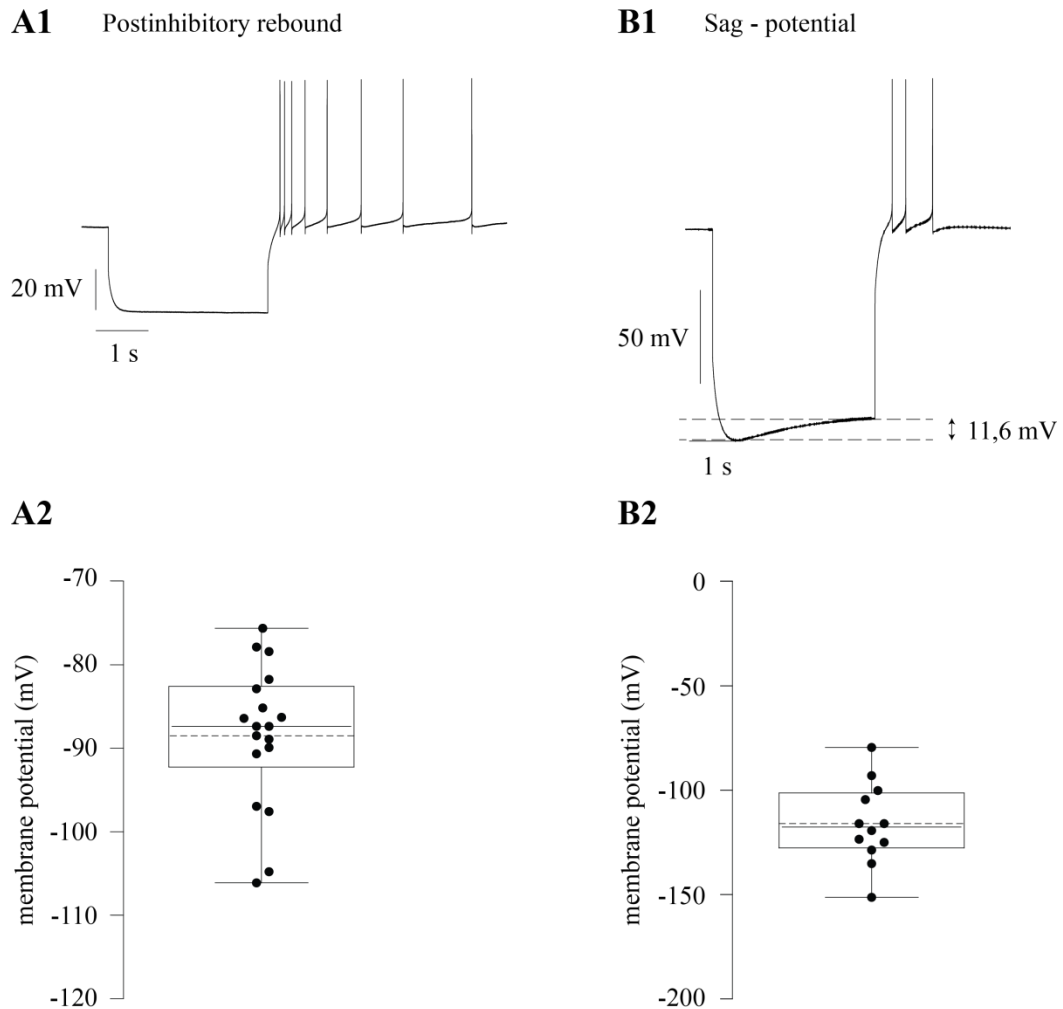 A1 Postinhibitory rebound
B1 Sag - potential
20 mV
1 s
50 mV
11,6 mV
1 s
A2
B2
membrane potential (mV)
-70
-80
-90
-100
-110
-120
membrane potential (mV)
0
-50
-100
-150
-200